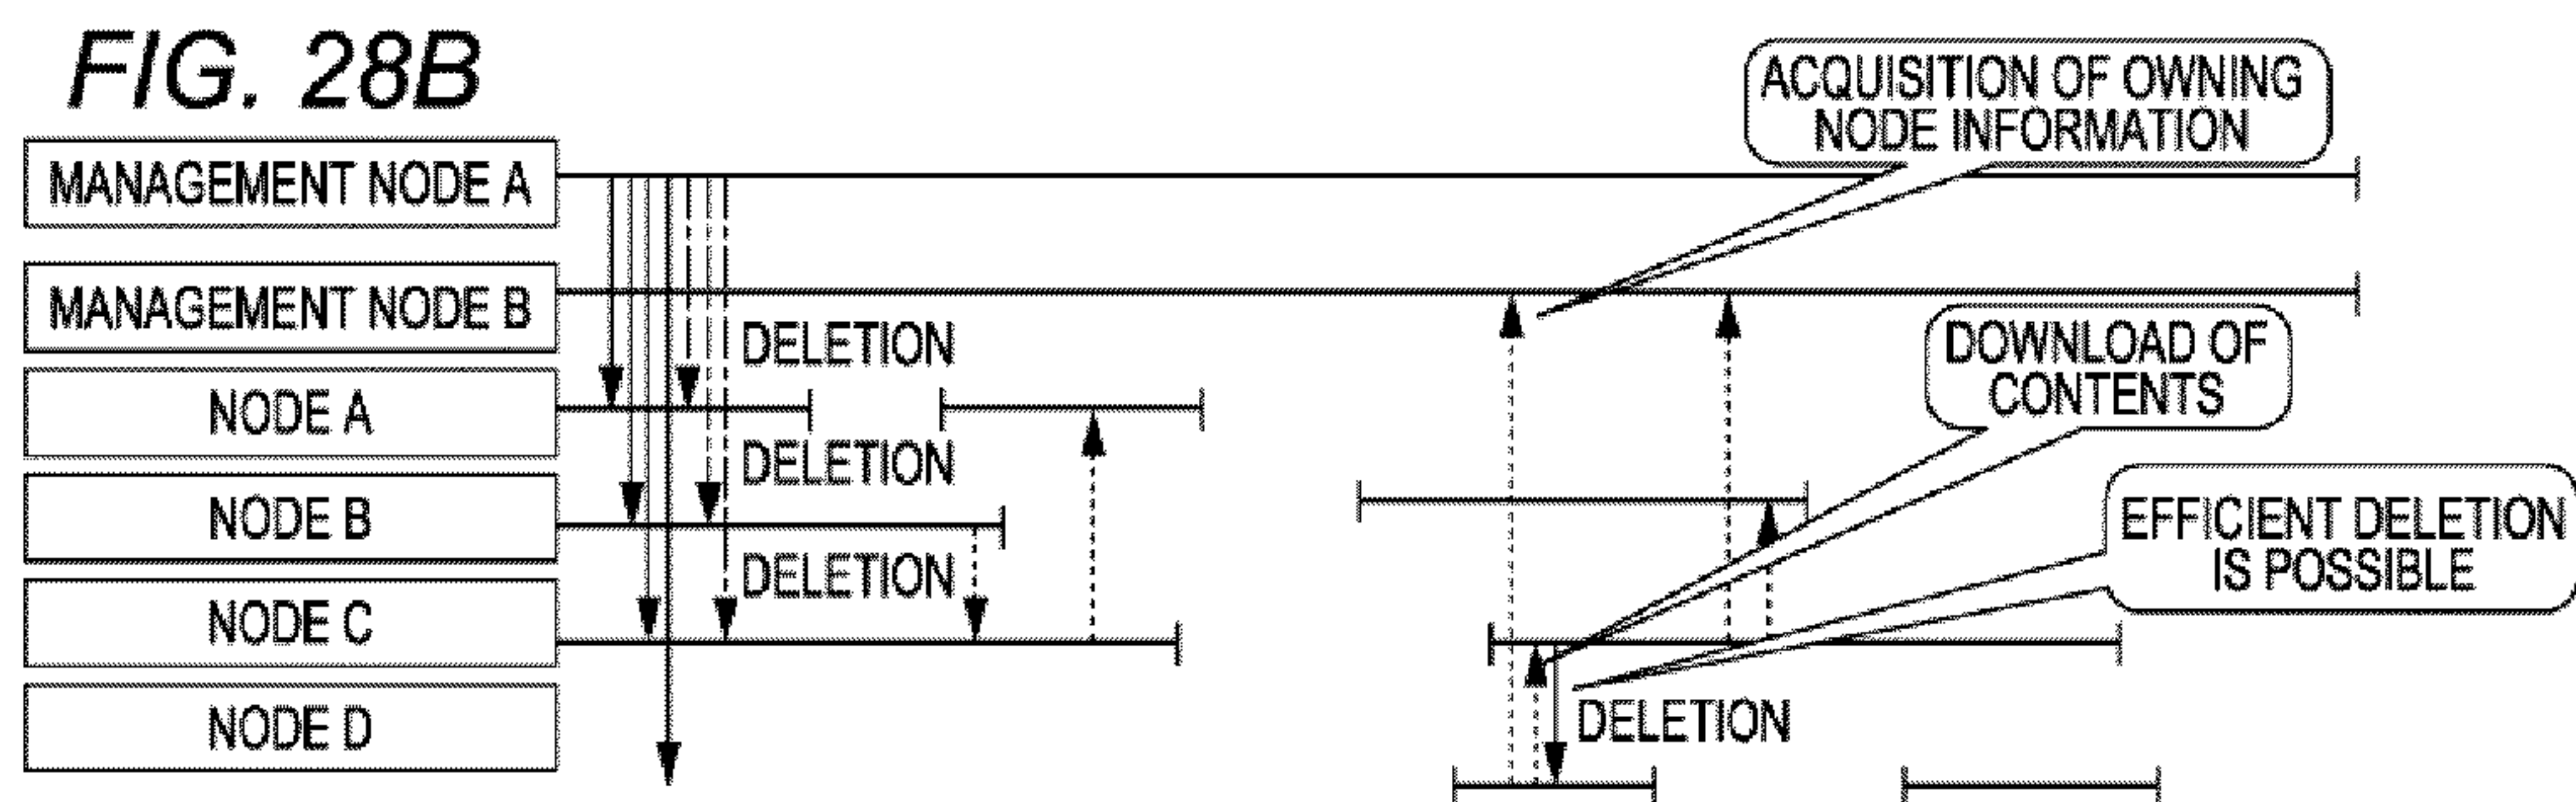 FIG. 28B
ACQUISITION OF OWNING
NODE INFORMATION
MANAGEMENT NODE A
MANAGEMENT NODE B
DELETION
DOWNLOAD OF
CONTENTS
NODE A
DELETION
NODE B
EFFICIENT DELETION
IS POSSIBLE
DELETION
NODE C
NODE D
DELETION